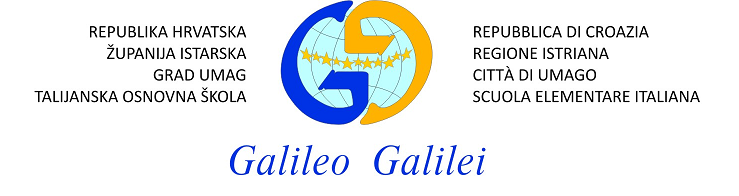 REPUBLIKA HRVATSKA
ŽUPANIJA ISTARSKA
GRAD UMAG
TALIJANSKA OSNOVNA ŠKOLA
REPUBBLICA DI CROAZIA
REGIONE ISTRIANA
CITTÀ DI UMAGO
SCUOLA ELEMENTARE ITALIANA
Galileo Galilei